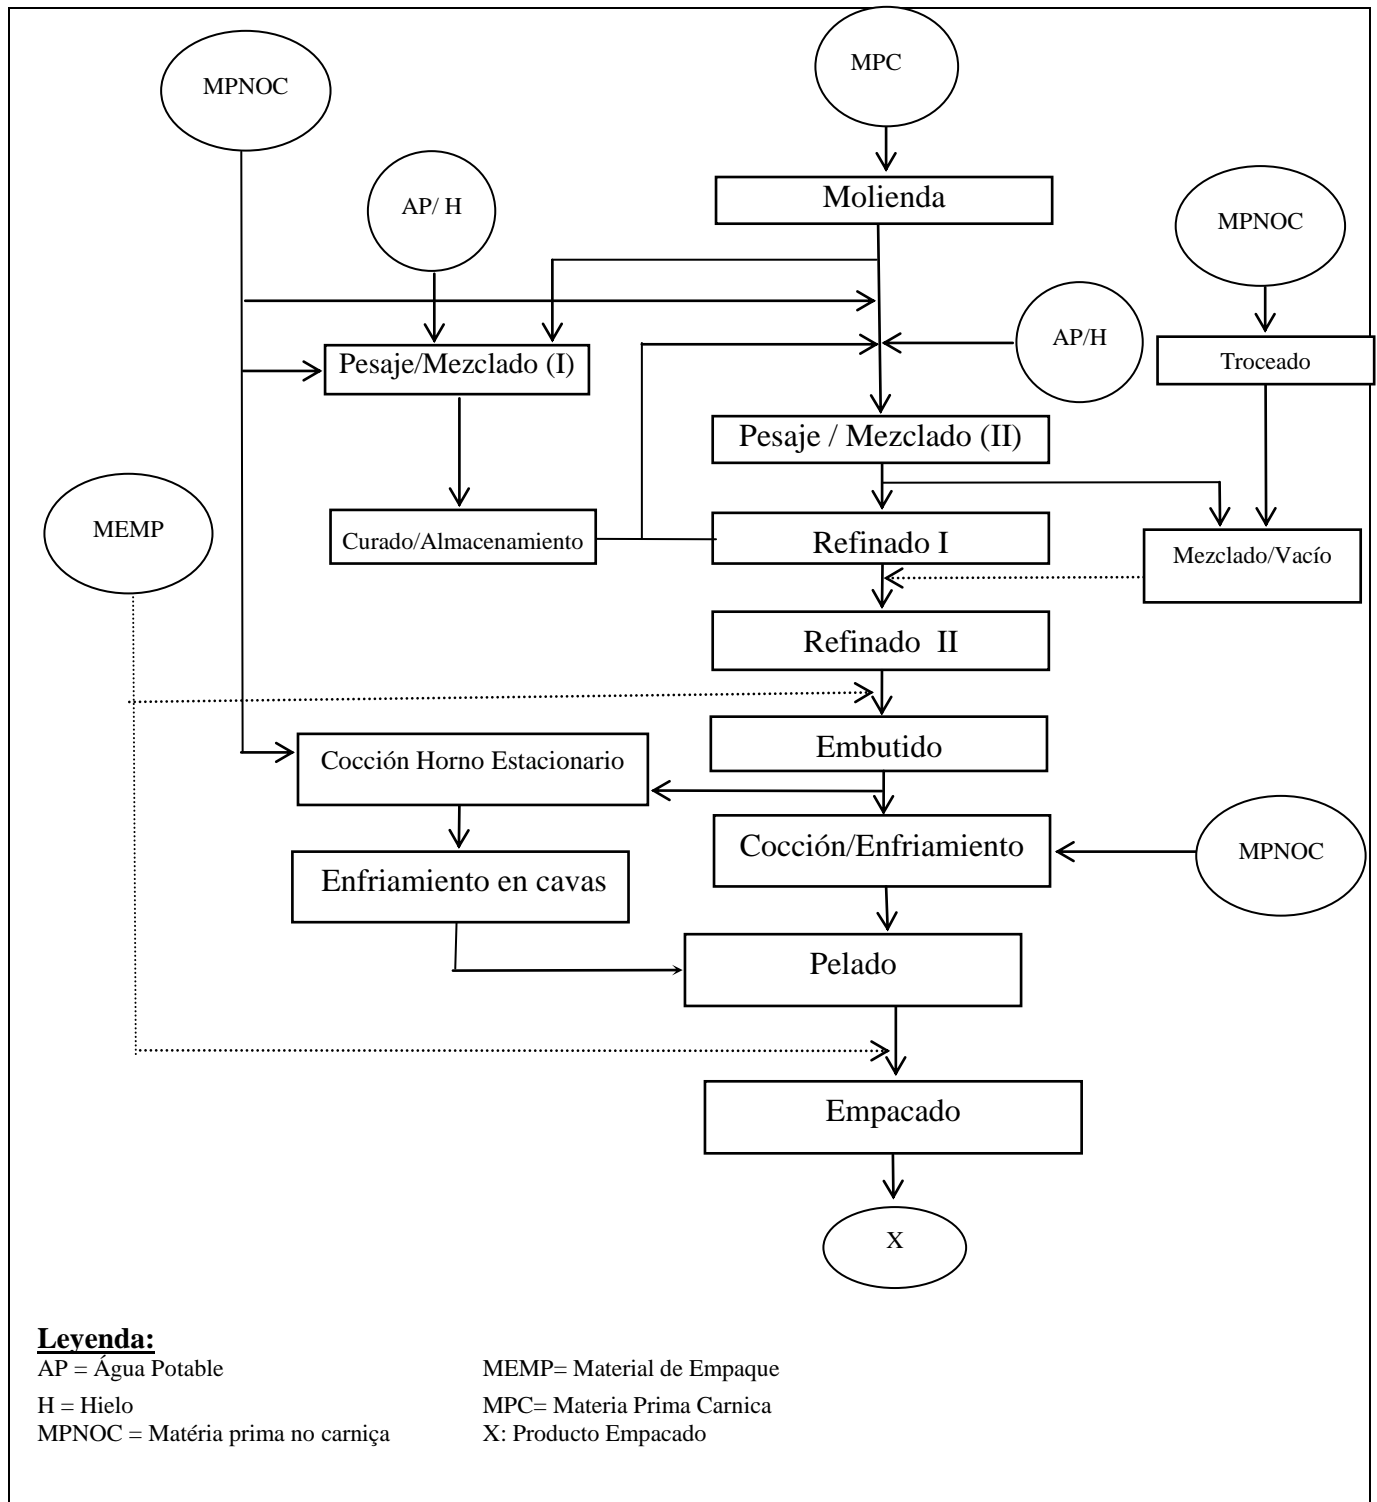 MPC
MPNOC
AP/ H
Molienda
MPNOC
AP/H
Pesaje/Mezclado (I)
Troceado
Pesaje / Mezclado (II)
MEMP
Curado/Almacenamiento
Refinado I
Mezclado/Vacío
Refinado II
Embutido
Cocción Horno Estacionario
Cocción/Enfriamiento
MPNOC
Enfriamiento en cavas
Pelado
Empacado
X
Leyenda:
AP = Água Potable
MEMP= Material de Empaque
H = Hielo
MPC= Materia Prima Carnica
MPNOC = Matéria prima no carniça
X: Producto Empacado